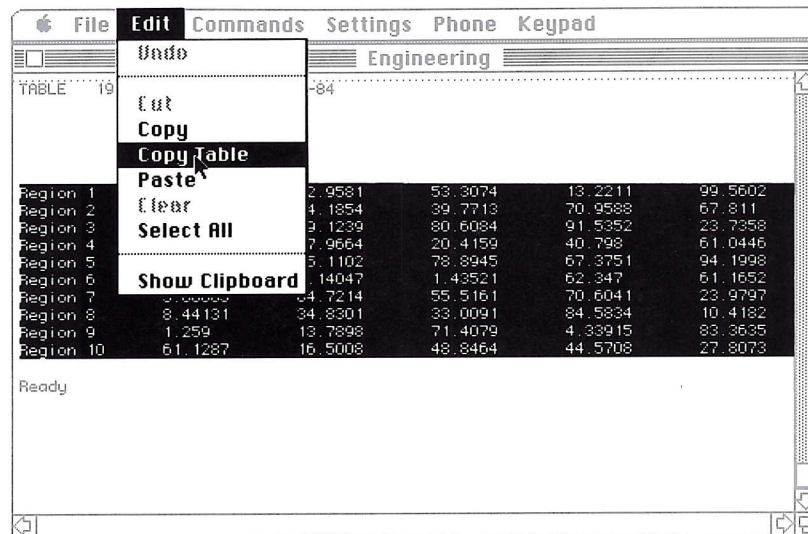 File Edit Commands Settings Phone Keypad
Engineering
Undo
Cut
Copy
Copy Table
Paste
Clear
Select All
Show Clipboard
TABLE 19 -84
Region 1 2.9581 53.3074 13.2211 99.5602
Region 2 4.1854 39.7713 70.9588 67.811
Region 3 9.1239 80.6084 91.5352 23.7358
Region 4 7.9664 20.4159 40.798 61.0446
Region 5 5.1102 78.8945 67.3751 94.1998
Region 6 .14047 1.43521 62.347 61.1652
Region 7 55.5161 70.6041 23.9797
Region 8 8.44131 34.8301 33.0091 84.5834 10.4182
Region 9 1.259 13.7898 71.4079 4.33915 83.3635
Region 10 61.1287 16.5008 48.8464 44.5708 27.8073
Ready